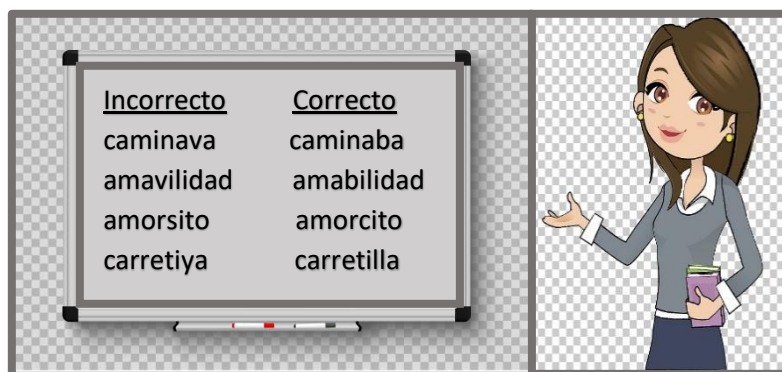 Incorrecto Correcto
caminava caminaba
amavilidad amabilidad
amorsito amorcito
carretiya carretilla